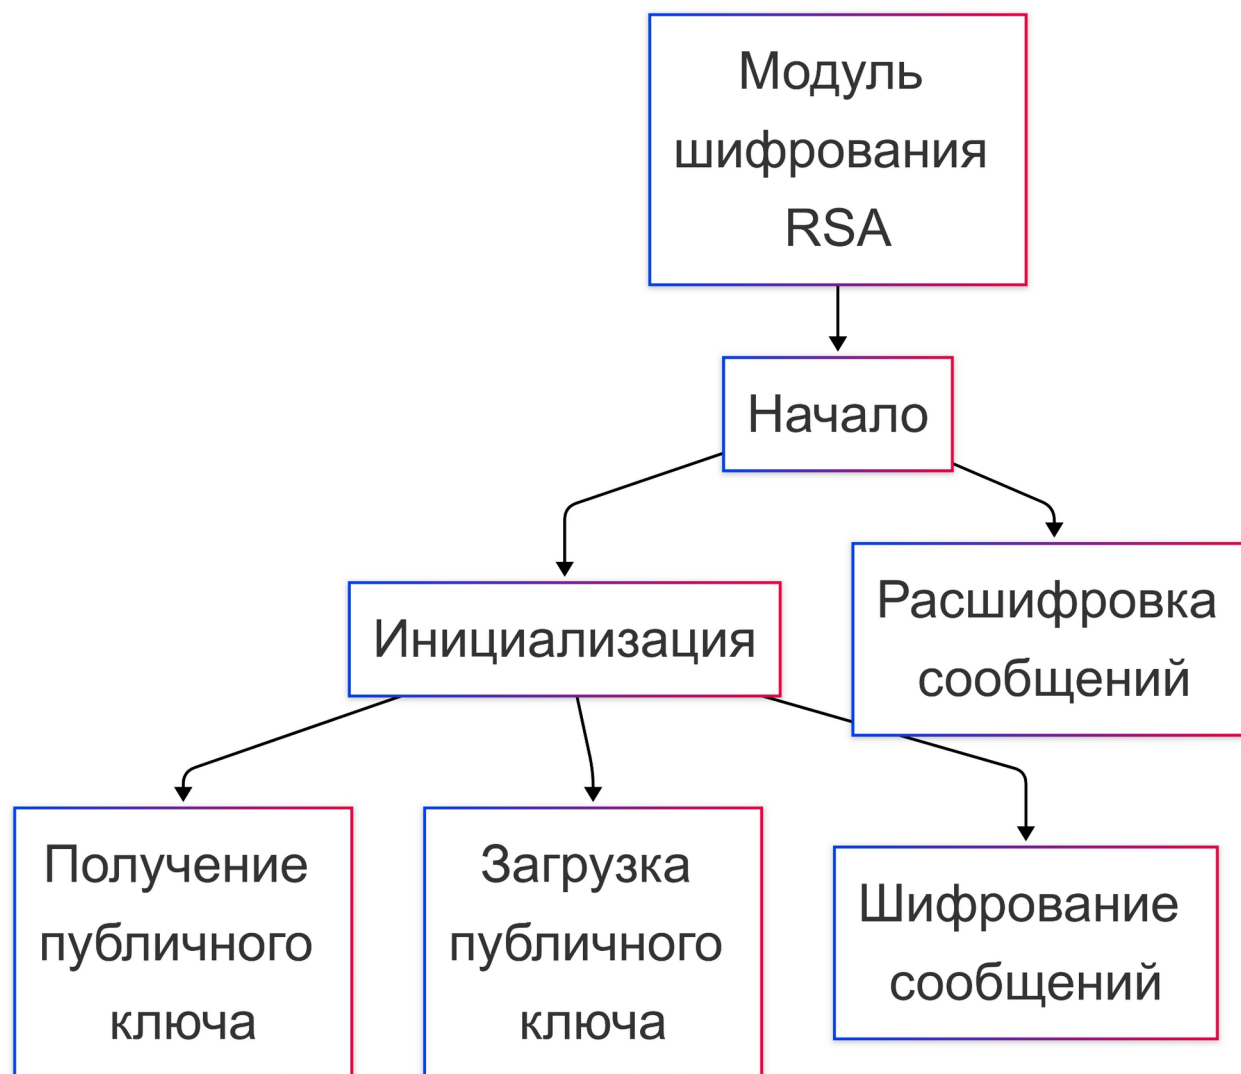 Модуль
шифрования
RSA
Начало
Инициализация
Расшифровка
сообщений
Получение
публичного
ключа
Загрузка
публичного
ключа
Шифрование
сообщений